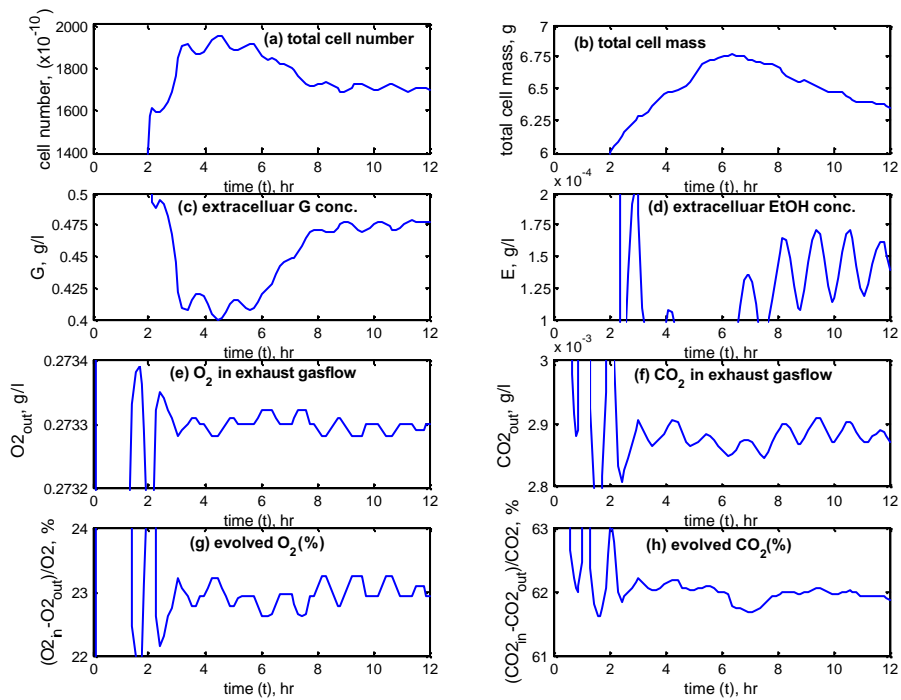 (a) total cell number
cell number, (x10⁻¹⁰)
2000
1800
1600
1400
0 2 4 6 8 10 12
time (t), hr
(b) total cell mass
total cell mass, g
7
6.75
6.5
6.25
6
0 2 4 6 8 10 12
time (t), hr
(c) extracelluar G conc.
G, g/l
0.5
0.475
0.45
0.425
0.4
0 2 4 6 8 10 12
time (t), hr
x 10⁻⁴
(d) extracelluar EtOH conc.
E, g/l
2
1.75
1.5
1.25
1
0 2 4 6 8 10 12
time (t), hr
(e) O₂ in exhaust gasflow
O2out, g/l
0.2734
0.2733
0.2732
0 2 4 6 8 10 12
time (t), hr
x 10⁻³
(f) CO₂ in exhaust gasflow
CO2out, g/l
3
2.9
2.8
0 2 4 6 8 10 12
time (t), hr
(g) evolved O₂(%)
(O2in-O2out)/O2, %
24
23
22
0 2 4 6 8 10 12
time (t), hr
(h) evolved CO₂(%)
(CO2in-CO2out)/CO2, %
63
62
61
0 2 4 6 8 10 12
time (t), hr